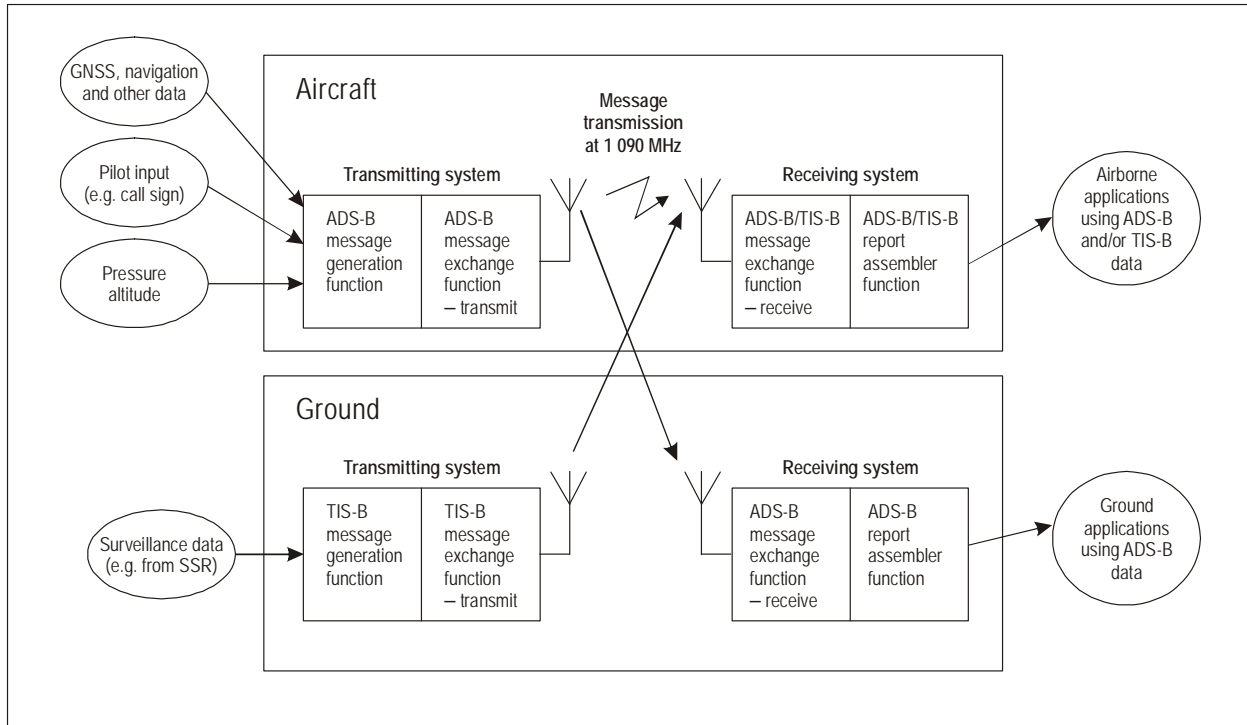 GNSS, navigation
and other data
Pilot input
(e.g. call sign)
Pressure
altitude
Aircraft
Message
transmission
at 1 090 MHz
Transmitting system
ADS-B
message
generation
function
ADS-B
message
exchange
function
– transmit
Receiving system
ADS-B/TIS-B
message
exchange
function
– receive
ADS-B/TIS-B
report
assembler
function
Airborne
applications
using ADS-B
and/or TIS-B
data
Ground
Surveillance data
(e.g. from SSR)
Transmitting system
TIS-B
message
generation
function
TIS-B
message
exchange
function
– transmit
Receiving system
ADS-B
message
exchange
function
– receive
ADS-B
report
assembler
function
Ground
applications
using ADS-B
data